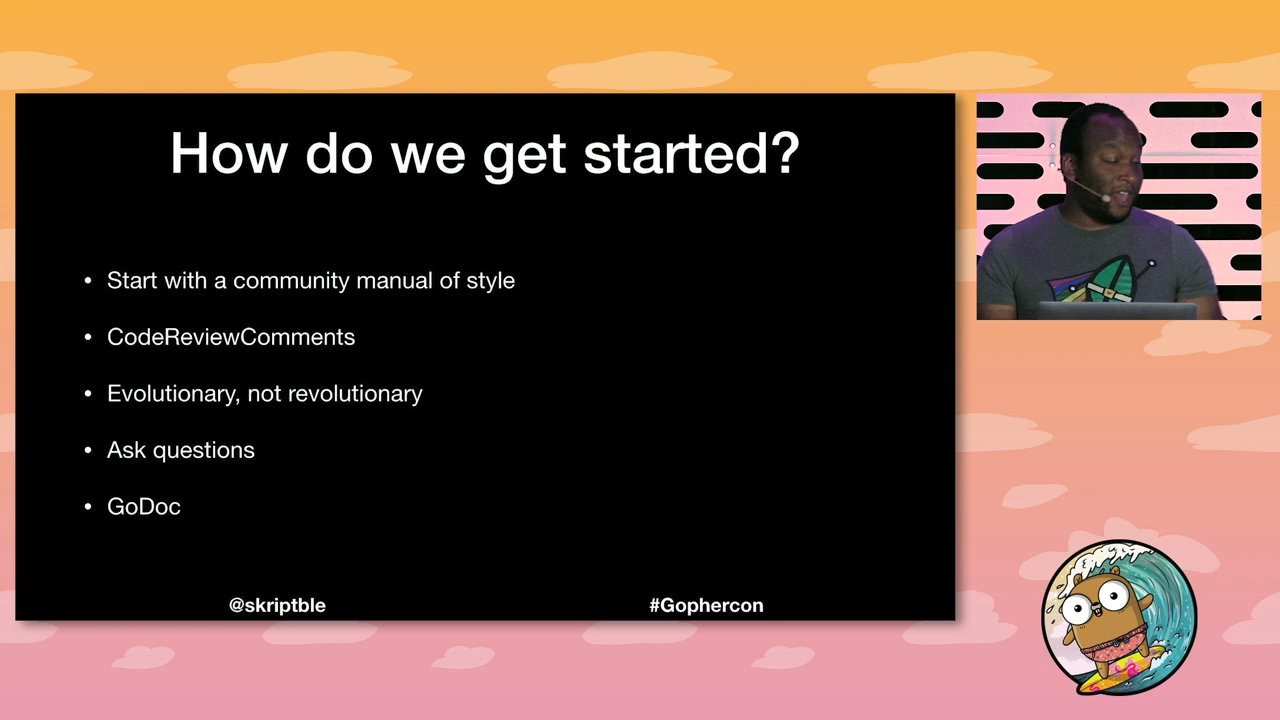 How do we get started?
• Start with a community manual of style
• CodeReviewComments
• Evolutionary, not revolutionary
• Ask questions
• GoDoc
@skriptble
#Gophercon